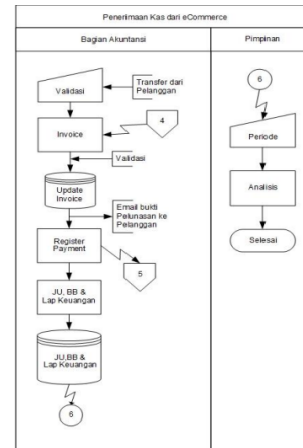 Penerimaan Kas dari eCommerce
Bagian Akuntansi
Pimpinan
Validasi
Transfer dari
Pelanggan
Invoice
4
Validasi
Update
Invoice
Email bukti
Pelunasan ke
Pelanggan
Register
Payment
5
JU, BB &
Lap Keuangan
JU,BB &
Lap Keuangan
6
6
Periode
Analisis
Selesai